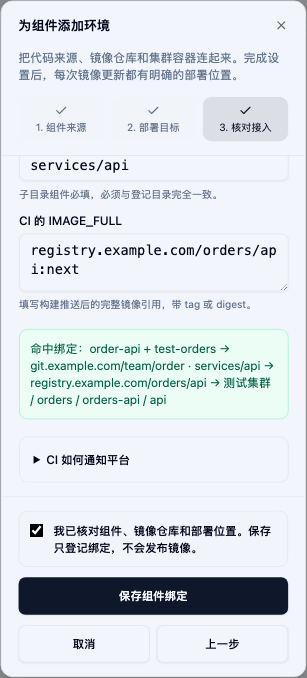 为组件添加环境
把代码来源、镜像仓库和集群容器连起来。完成设
置后，每次镜像更新都有明确的部署位置。
1. 组件来源
2. 部署目标
3. 核对接入
services/api
子目录组件必填，必须与登记目录完全一致。
CI 的 IMAGE_FULL
registry.example.com/orders/ap
i:next
填写构建推送后的完整镜像引用，带 tag 或 digest。
命中绑定：order-api + test-orders →
git.example.com/team/order · services/api →
registry.example.com/orders/api → 测试集群
/ orders / orders-api / api
CI 如何通知平台
我已核对组件、镜像仓库和部署位置。保存
只登记绑定，不会发布镜像。
保存组件绑定
取消
上一步